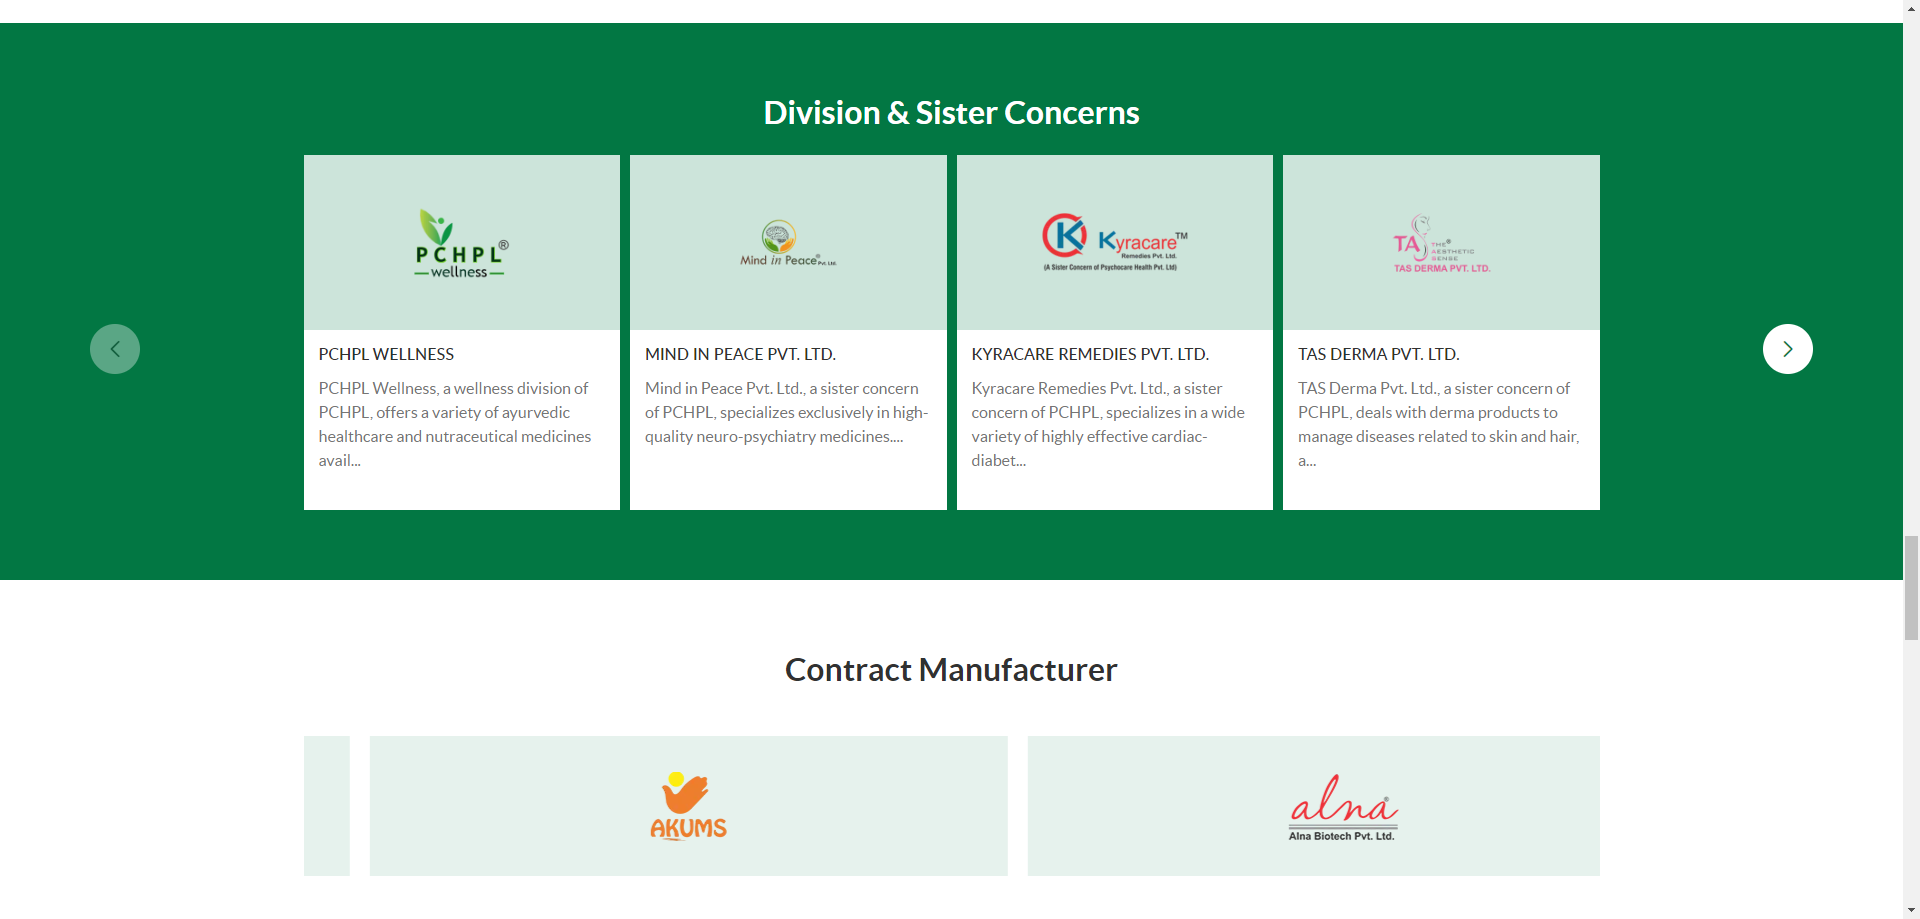 Division & Sister Concerns
PCHPL®
wellness
Mind in Peace® Pvt. Ltd.
K Kyracare™
Remedies Pvt. Ltd.
(A Sister Concern of Psychocare Health Pvt. Ltd)
TAS THE®
AESTHETIC
SENSE
TAS DERMA PVT. LTD.
PCHPL WELLNESS
PCHPL Wellness, a wellness division of
PCHPL, offers a variety of ayurvedic
healthcare and nutraceutical medicines
avail...
MIND IN PEACE PVT. LTD.
Mind in Peace Pvt. Ltd., a sister concern
of PCHPL, specializes exclusively in high-
quality neuro-psychiatry medicines....
KYRACARE REMEDIES PVT. LTD.
Kyracare Remedies Pvt. Ltd., a sister
concern of PCHPL, specializes in a wide
variety of highly effective cardiac-
diabet...
TAS DERMA PVT. LTD.
TAS Derma Pvt. Ltd., a sister concern of
PCHPL, deals with derma products to
manage diseases related to skin and hair,
a...
Contract Manufacturer
AKUMS
alna®
Alna Biotech Pvt. Ltd.